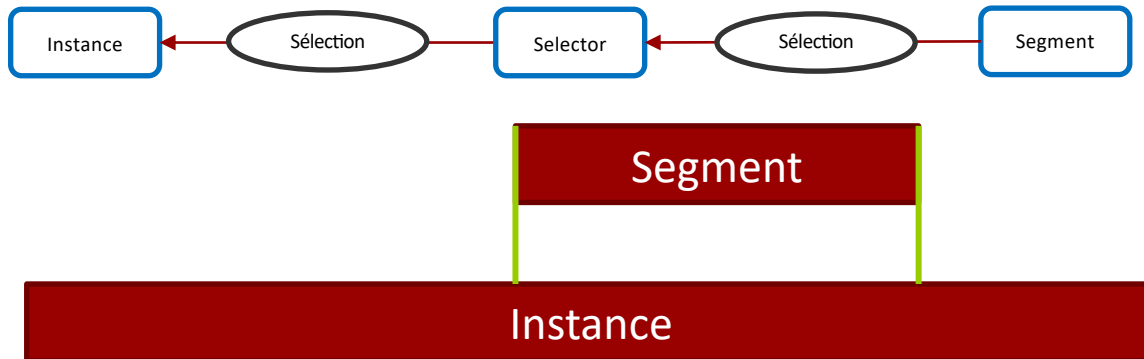 Instance
Sélection
Selector
Sélection
Segment
Segment
Instance